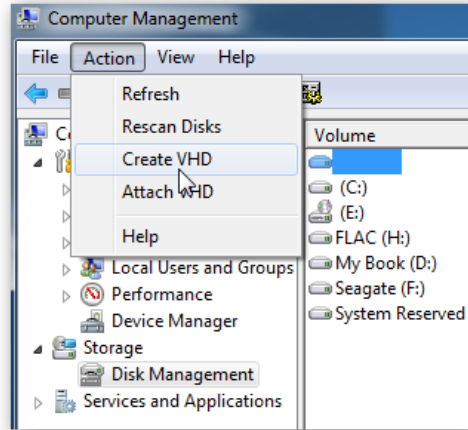 Computer Management
File Action View Help
Refresh
Rescan Disks
Create VHD
Attach VHD
Help
Local Users and Groups
Performance
Device Manager
Storage
Disk Management
Services and Applications
Volume
(C:)
(E:)
FLAC (H:)
My Book (D:)
Seagate (F:)
System Reserved